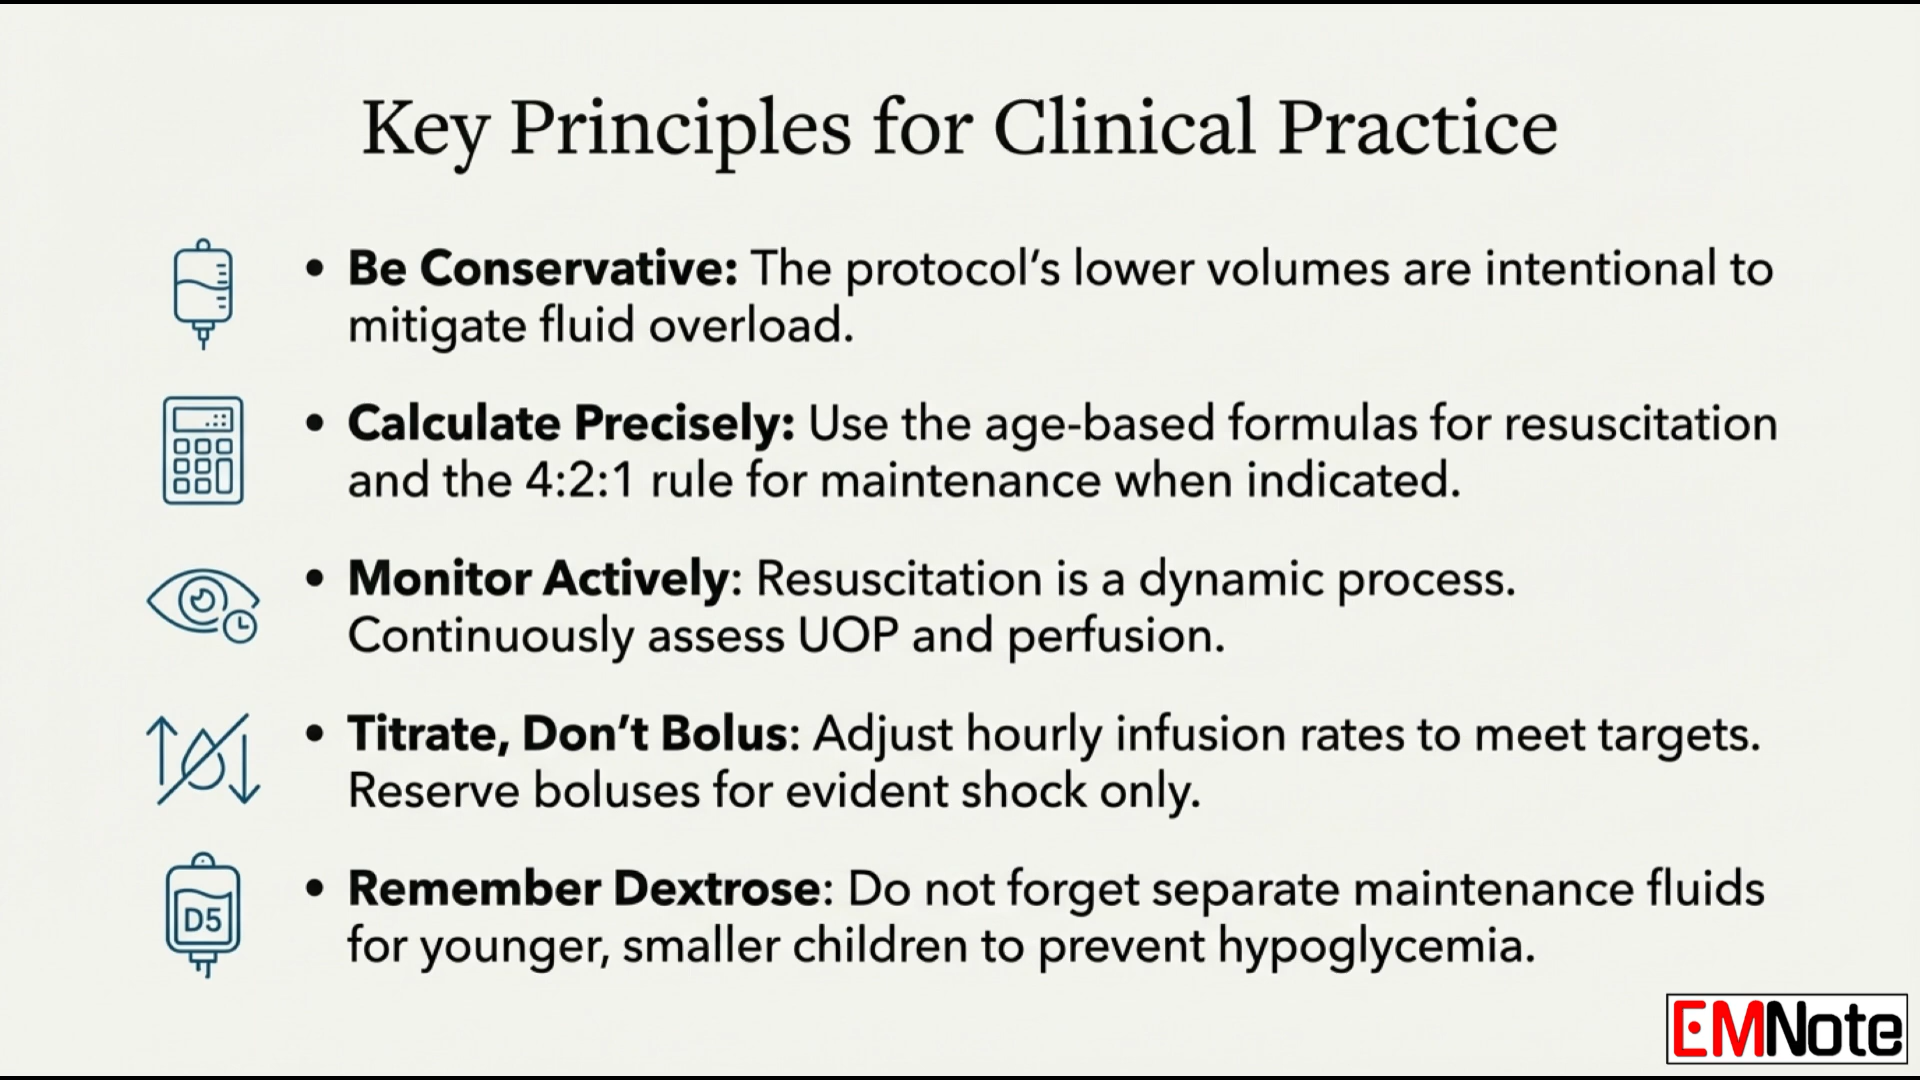 Key Principles for Clinical Practice
• Be Conservative: The protocol’s lower volumes are intentional to
mitigate fluid overload.
• Calculate Precisely: Use the age-based formulas for resuscitation
and the 4:2:1 rule for maintenance when indicated.
• Monitor Actively: Resuscitation is a dynamic process.
Continuously assess UOP and perfusion.
• Titrate, Don’t Bolus: Adjust hourly infusion rates to meet targets.
Reserve boluses for evident shock only.
• Remember Dextrose: Do not forget separate maintenance fluids
for younger, smaller children to prevent hypoglycemia.
D5
EMNote